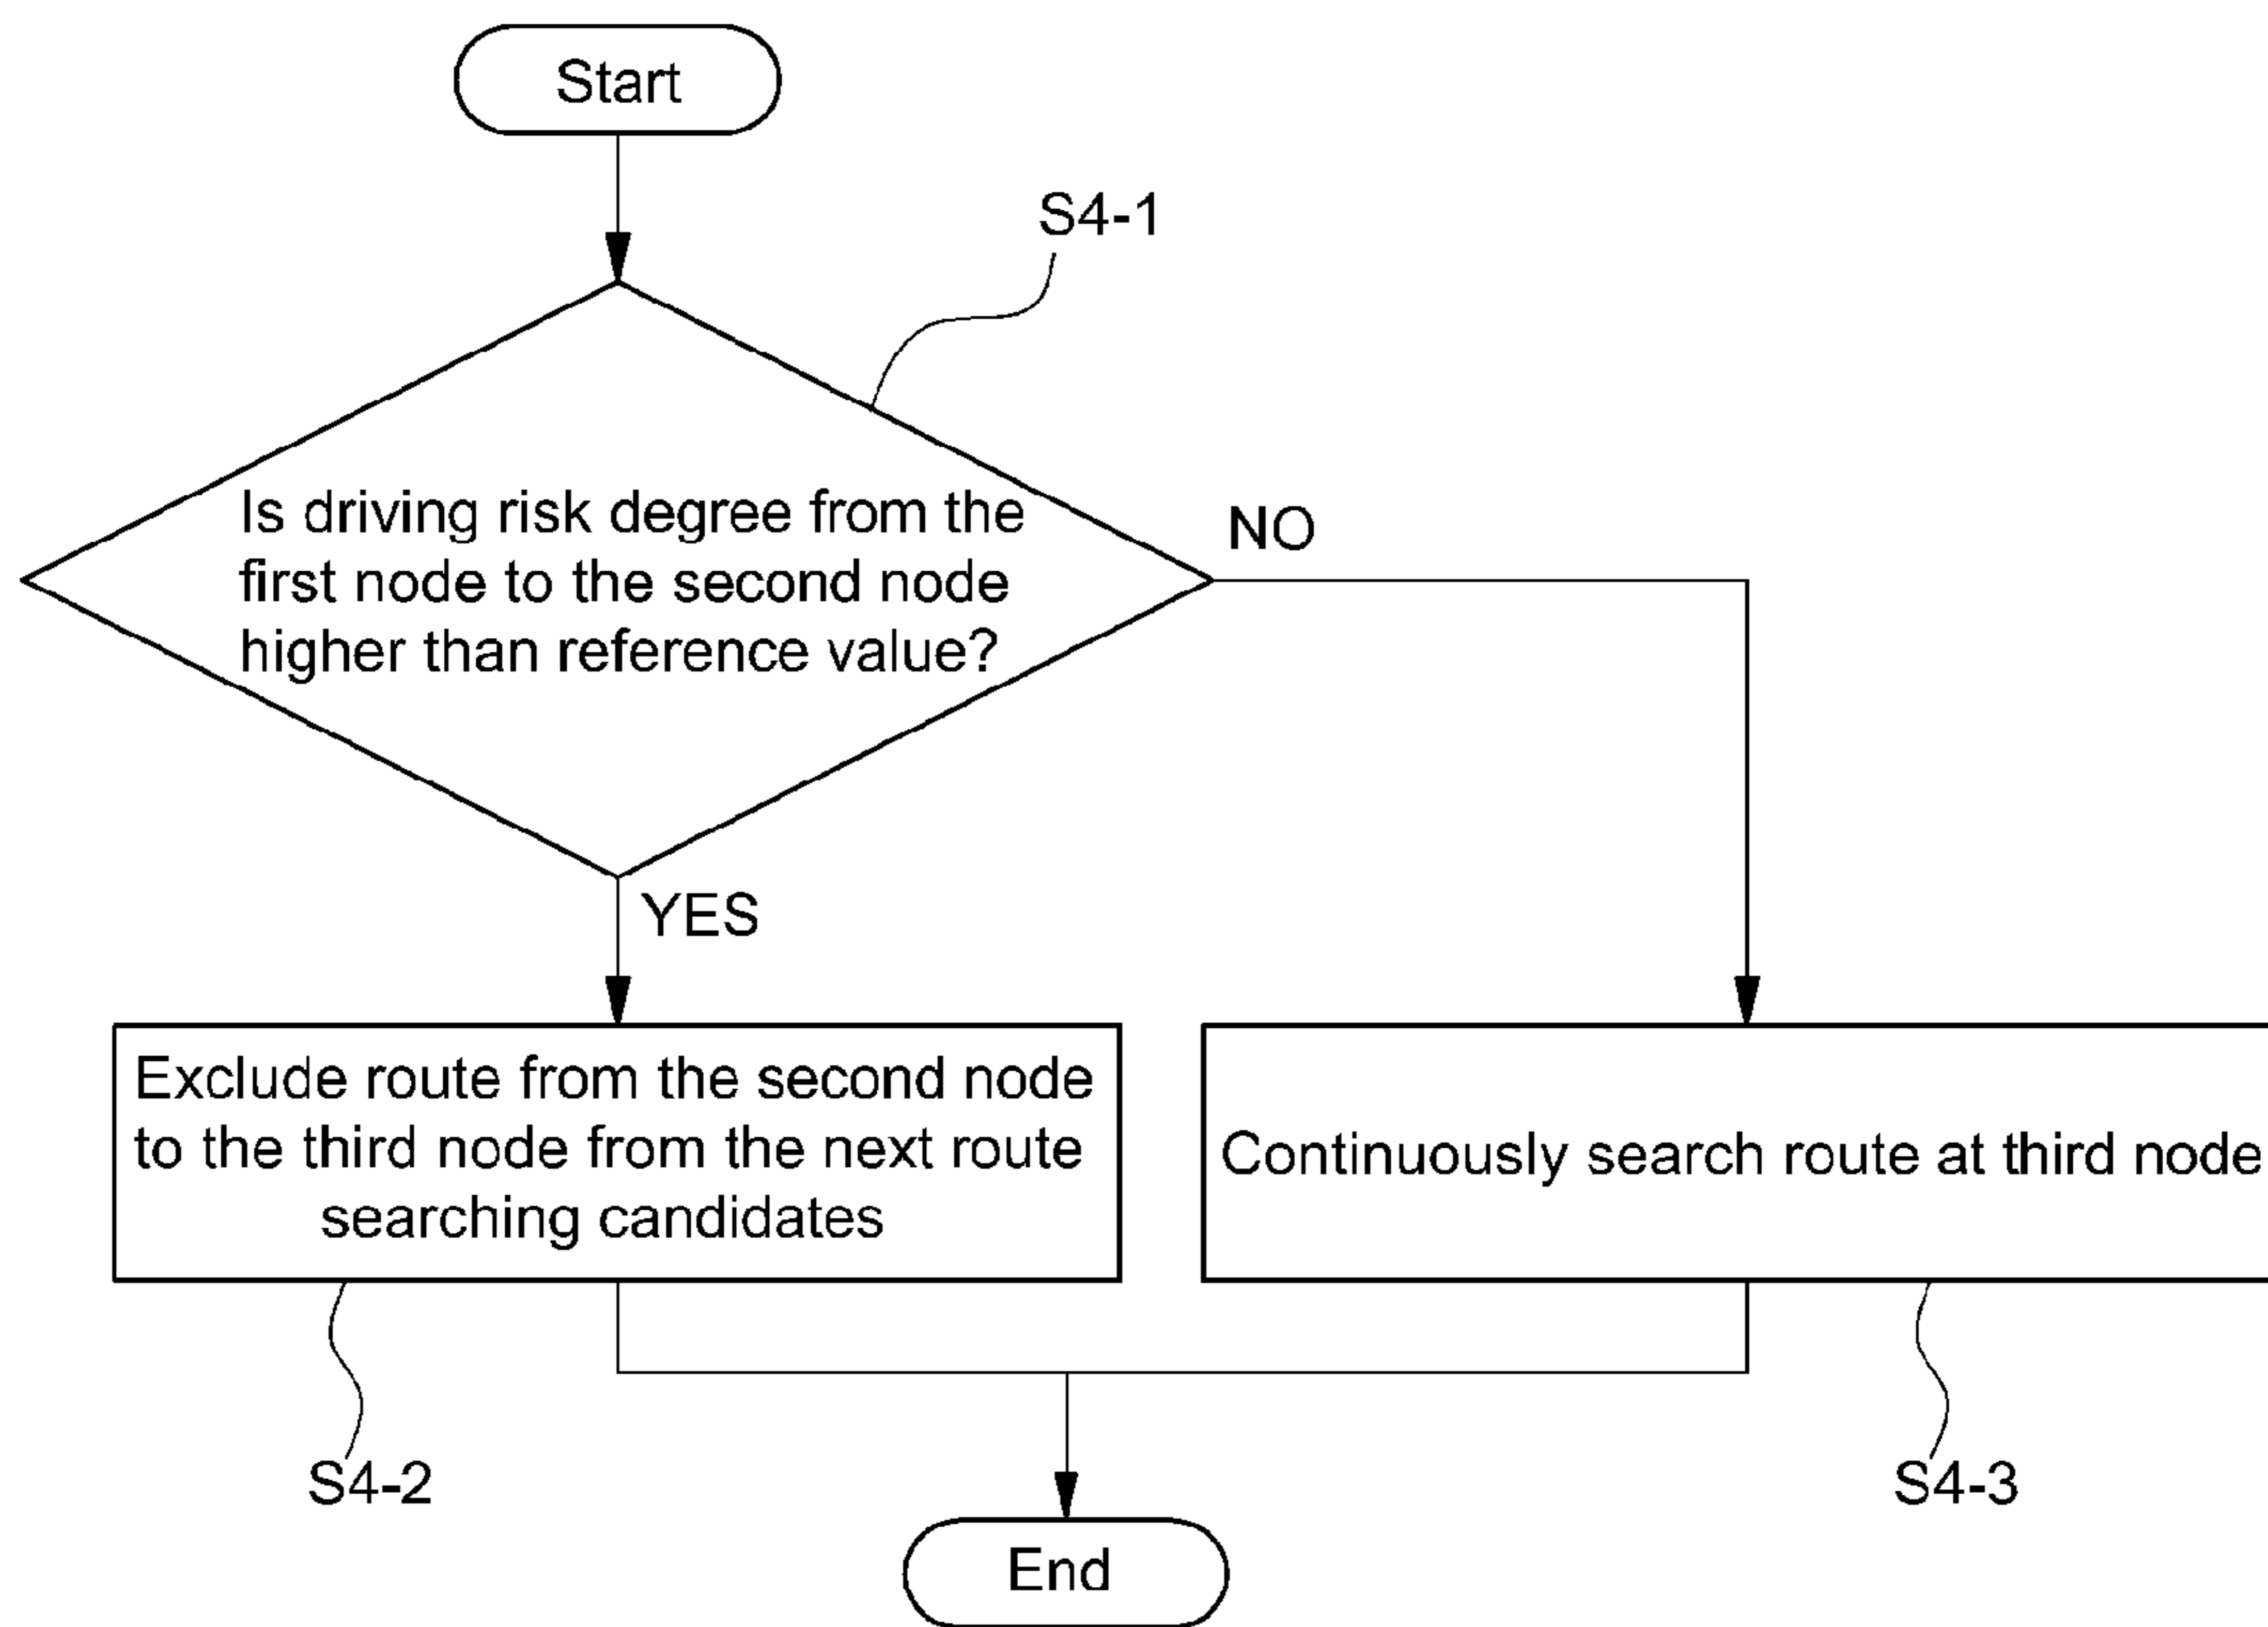 Start
S4-1
Is driving risk degree from the
first node to the second node
higher than reference value?
NO
YES
Exclude route from the second node
to the third node from the next route
searching candidates
Continuously search route at third node
S4-2
S4-3
End